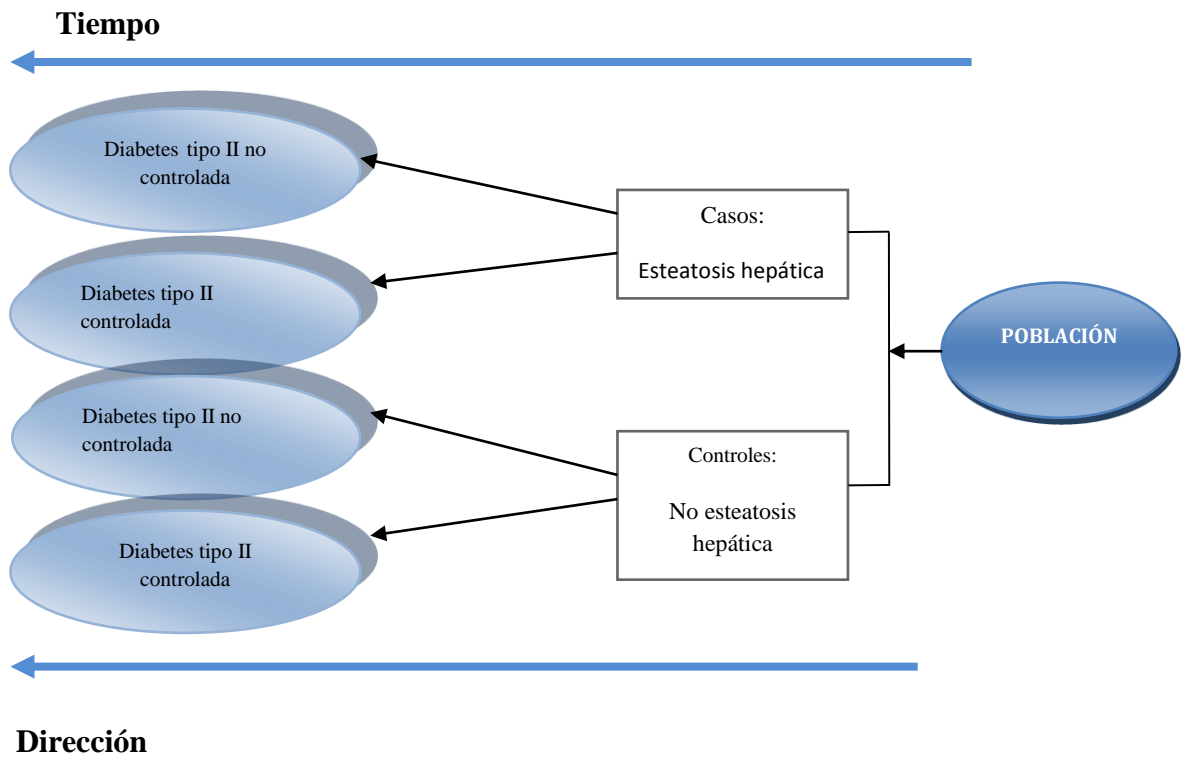 Tiempo
Diabetes tipo II no
controlada
Diabetes tipo II
controlada
Diabetes tipo II no
controlada
Diabetes tipo II
controlada
Casos:
Esteatosis hepática
Controles:
No esteatosis
hepática
POBLACIÓN
Dirección